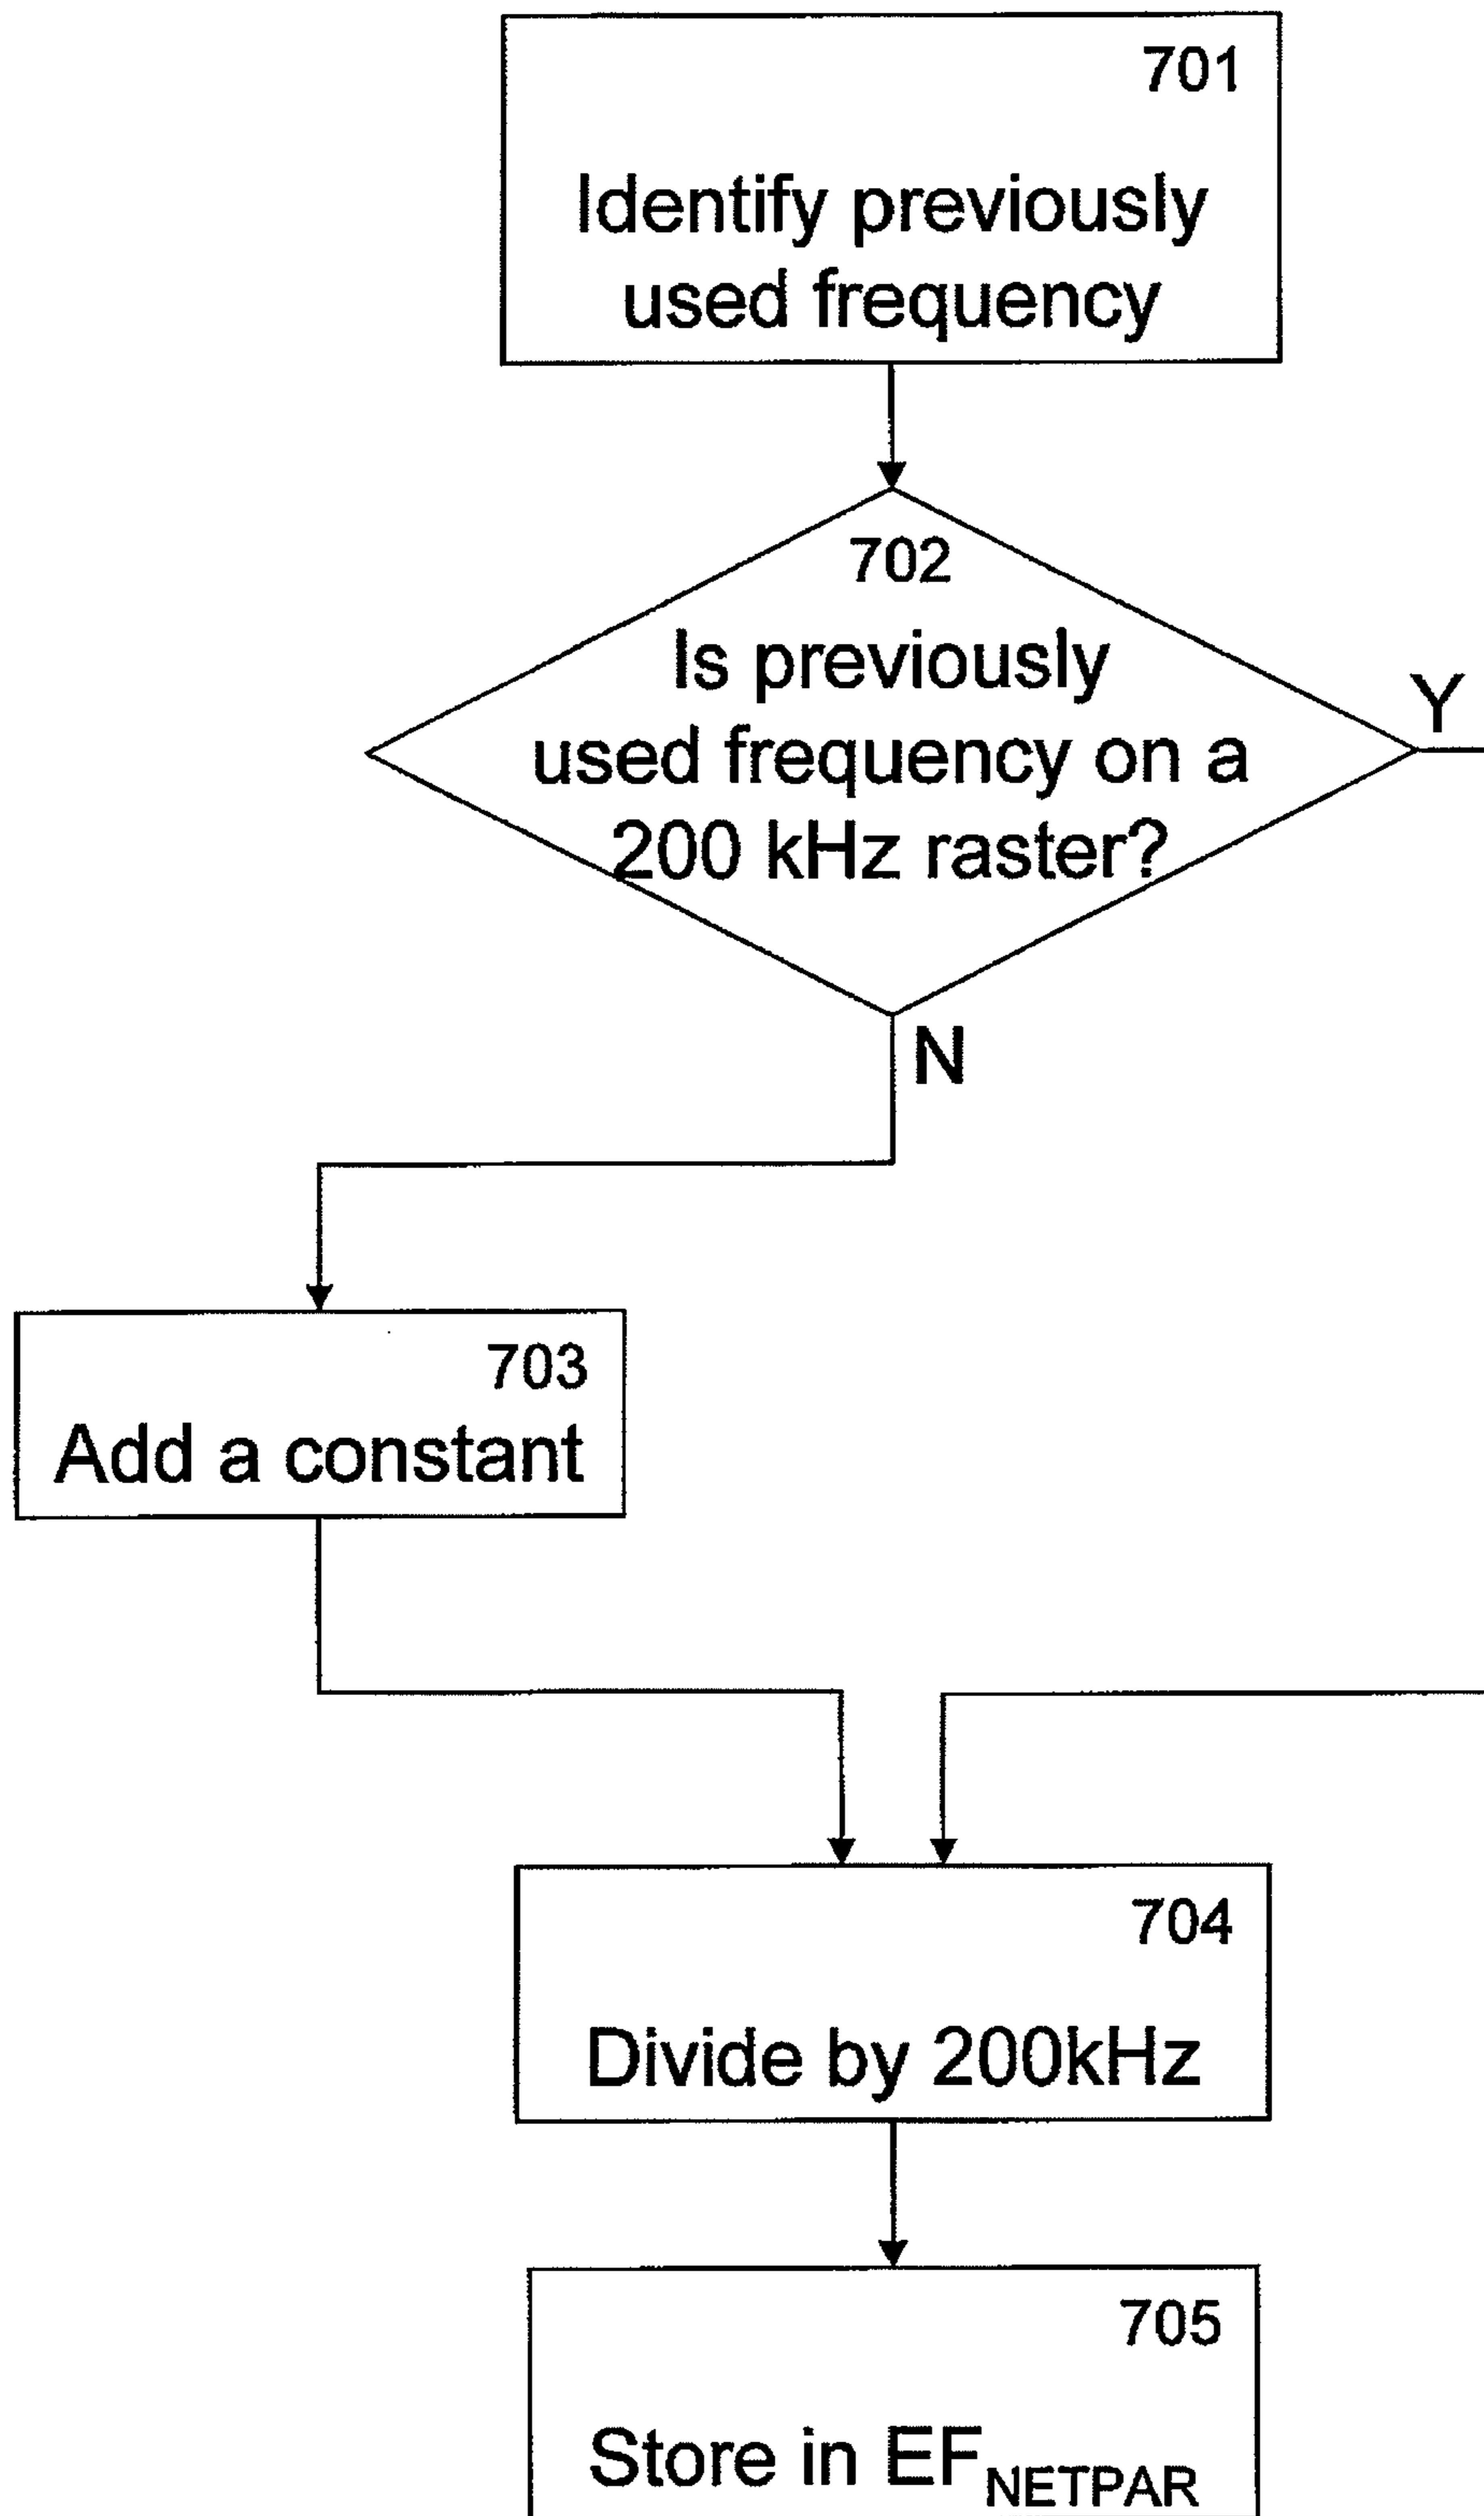 701
Identify previously
used frequency
702
Is previously
used frequency on a
200 kHz raster?
Y
N
703
Add a constant
704
Divide by 200kHz
705
Store in EFNETPAR